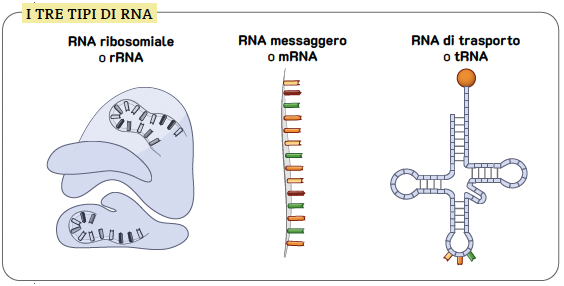 I TRE TIPI DI RNA
RNA ribosomiale
o rRNA
RNA messaggero
o mRNA
RNA di trasporto
o tRNA